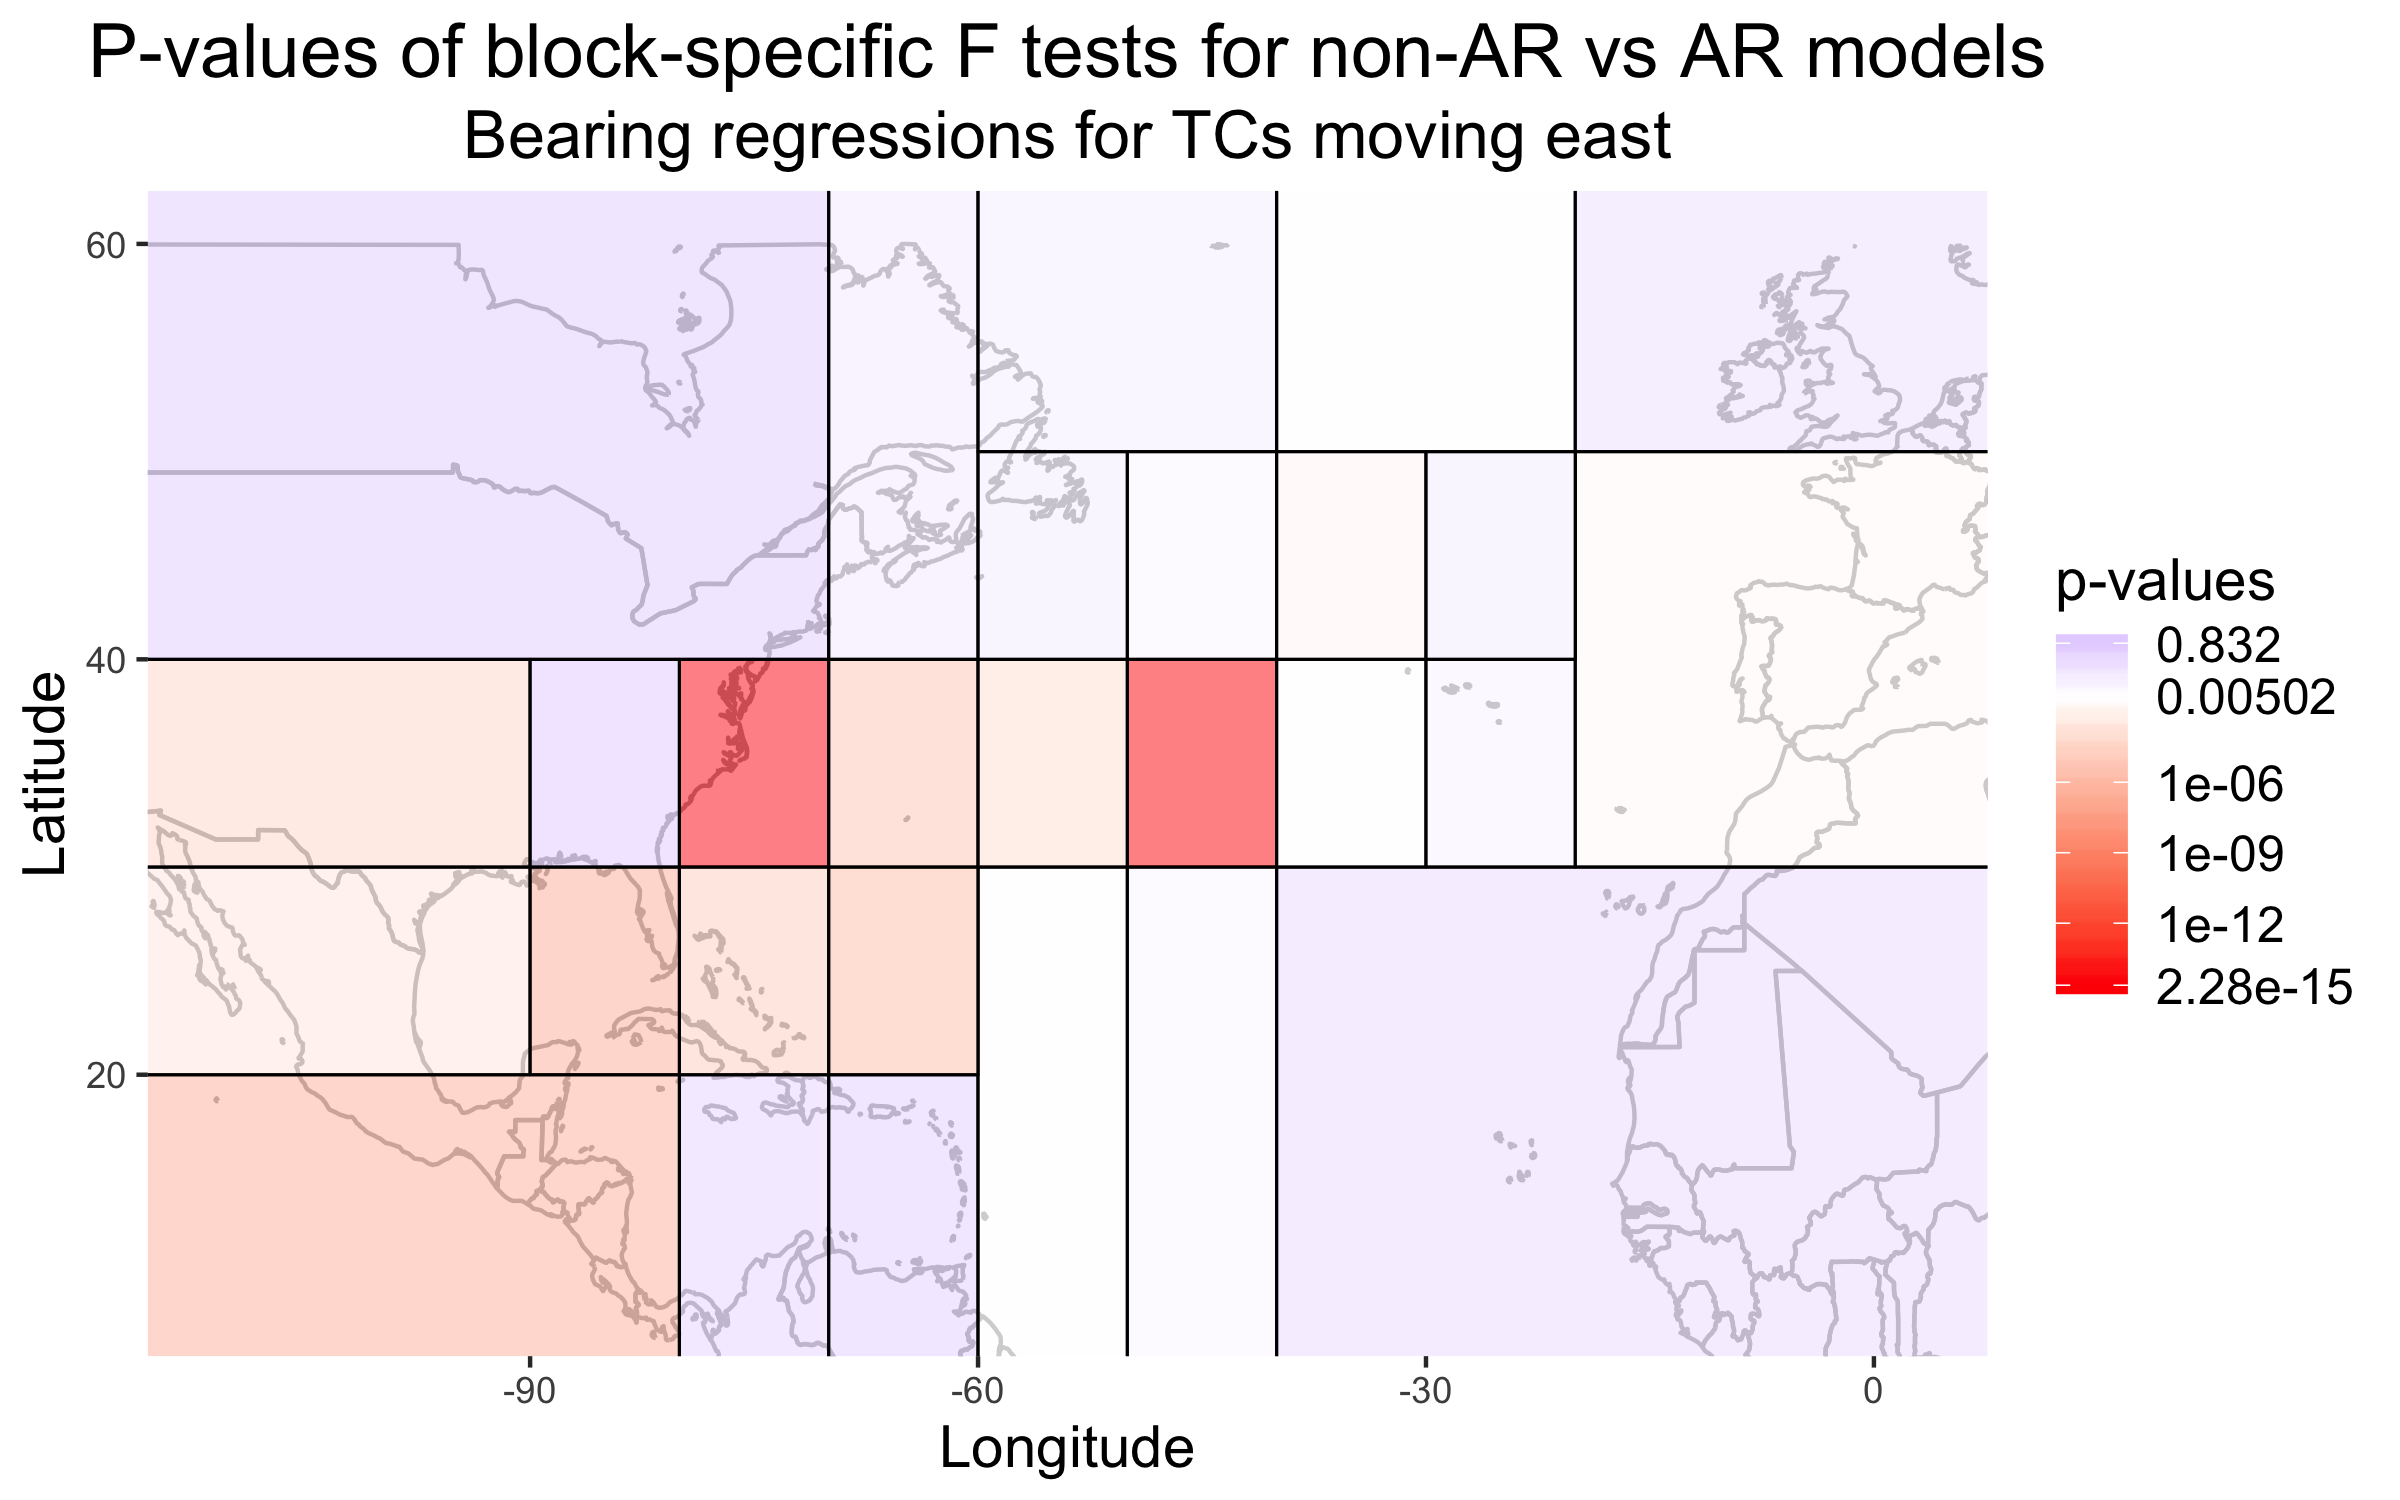 P-values of block-specific F tests for non-AR vs AR models
Bearing regressions for TCs moving east
60
40
20
Latitude
-90
-60
-30
0
Longitude
p-values
0.832
0.00502
1e-06
1e-09
1e-12
2.28e-15